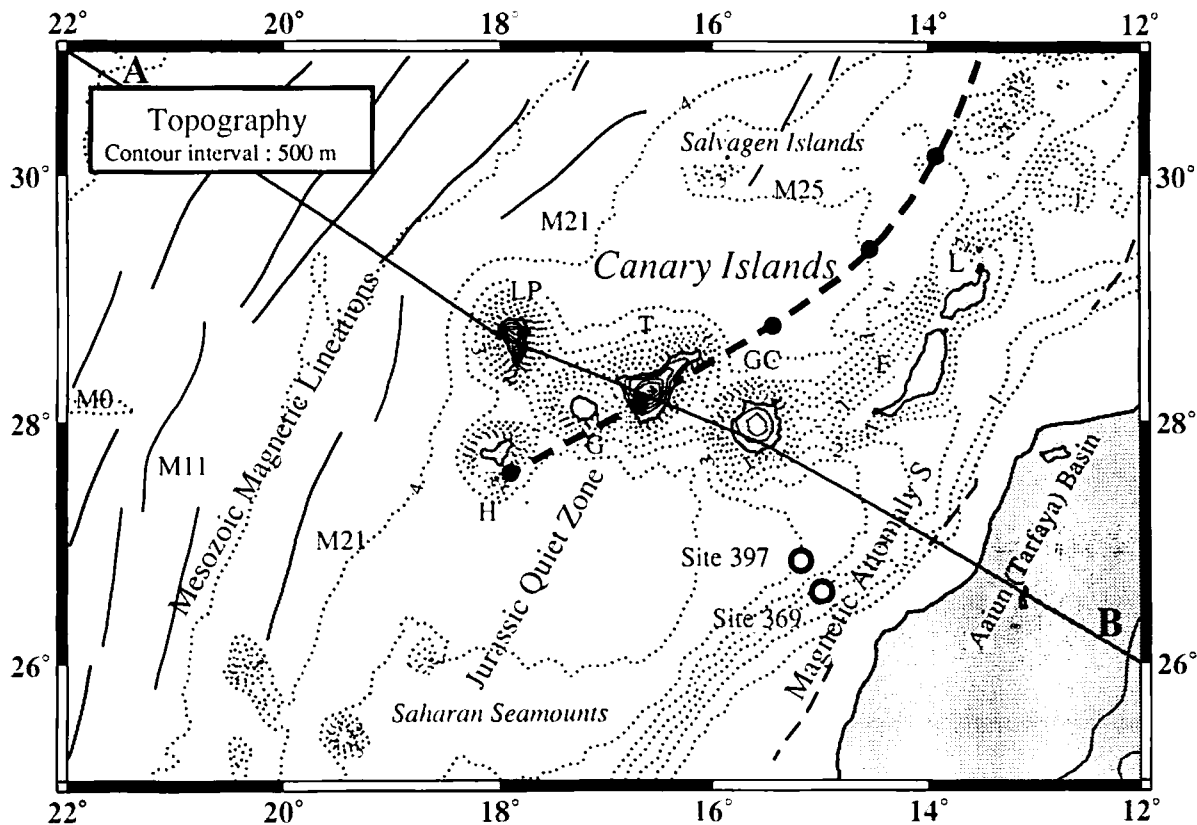 22° 20° 18° 16° 14° 12°
A
Topography
Contour interval : 500 m
4
Salvagen Islands
30° 30°
M25
M21
Canary Islands
L
LP
T
GC
F
M0
28° 28°
G
M11
H
Mesozoic Magnetic Lineations
M21
4
Jurassic Quiet Zone
Site 397
Site 369
Magnetic Anomaly S
Aaiun (Tarfaya) Basin
B
26° 26°
Saharan Seamounts
22° 20° 18° 16° 14° 12°